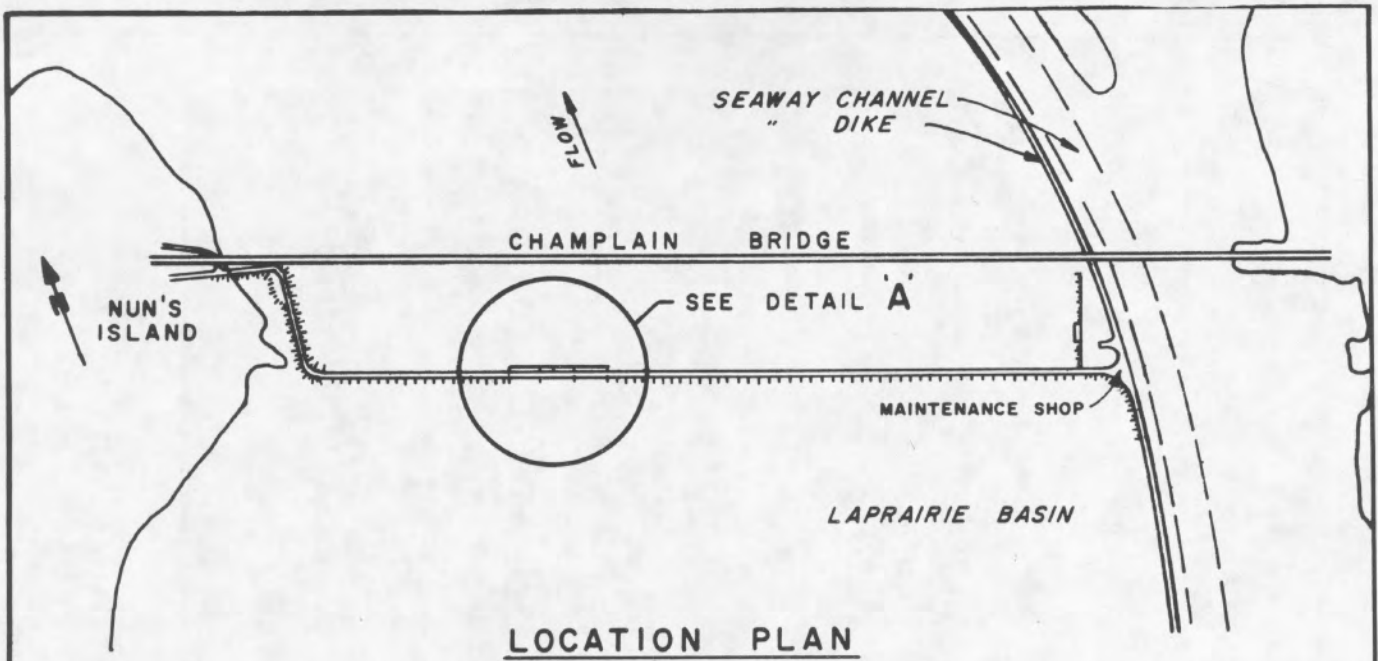 SEAWAY CHANNEL
" DIKE
FLOW
CHAMPLAIN BRIDGE
N
NUN'S
ISLAND
SEE DETAIL 'A'
MAINTENANCE SHOP
LAPRAIRIE BASIN
LOCATION PLAN